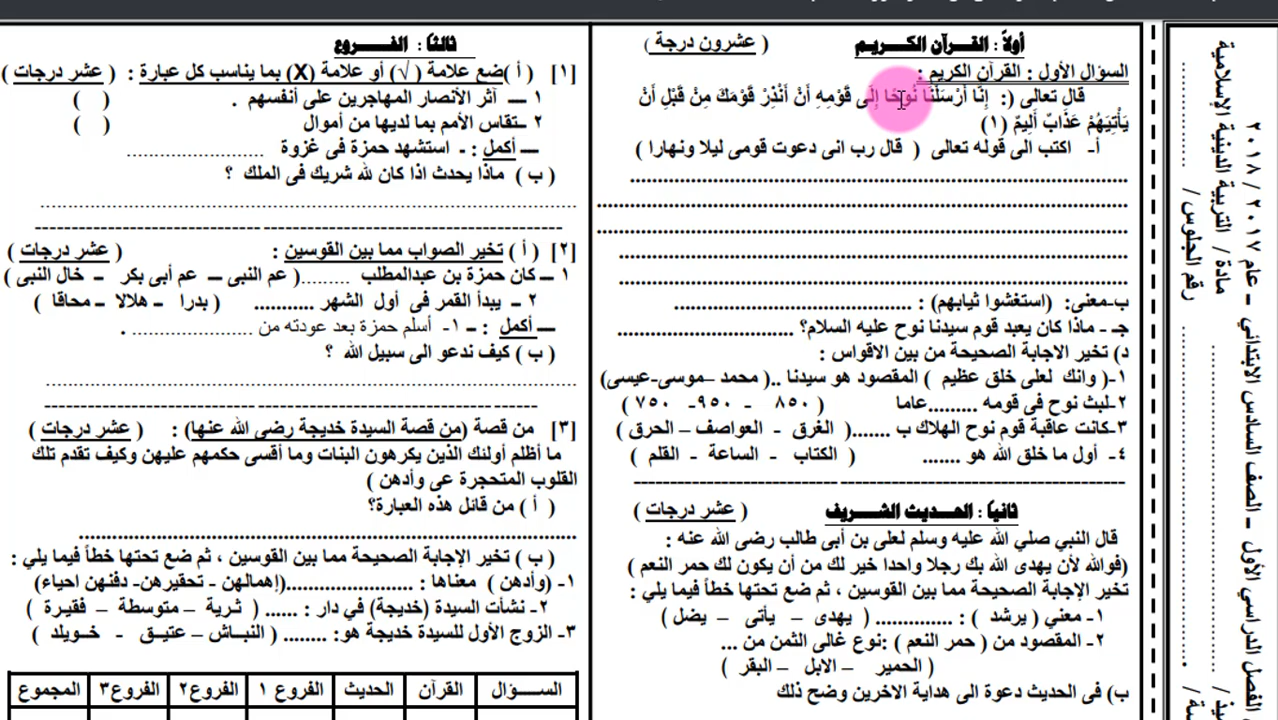 أولاً : القرآن الكريم ( عشرون درجة )
السؤال الأول : القرآن الكريم :
قال تعالى (: إِنَّا أَرْسَلْنَا نُوحًا إِلَى قَوْمِهِ أَنْ أَنْذِرْ قَوْمَكَ مِنْ قَبْلِ أَنْ
يَأْتِيَهُمْ عَذَابٌ أَلِيمٌ (١)
أ- اكتب الى قوله تعالى ( قال رب انى دعوت قومى ليلا ونهارا )
ب-معنى: (استغشوا ثيابهم) : ..............................
جـ - ماذا كان يعبد قوم سيدنا نوح عليه السلام؟ ......................
د) تخير الاجابة الصحيحة من بين الاقواس :
١-( وانك لعلى خلق عظيم ) المقصود هو سيدنا ..( محمد –موسى-عيسى)
٢-لبث نوح فى قومه .........عاما ( ٨٥٠ - ٩٥٠- ٧٥٠ )
٣-كانت عاقبة قوم نوح الهلاك ب .......( الغرق - العواصف – الحرق )
٤- أول ما خلق الله هو ....... ( الكتاب - الساعة - القلم )
ثانيا : الحديث الشريف ( عشر درجات )
قال النبي صلي الله عليه وسلم لعلى بن أبى طالب رضى الله عنه :
(فوالله لأن يهدى الله بك رجلا واحدا خير لك من أن يكون لك حمر النعم )
تخير الإجابة الصحيحة مما بين القوسين ، ثم ضع تحتها خطاً فيما يلي :
١- معني ( يرشد ) : .............. ( يهدى – يأتى – يضل )
٢- المقصود من ( حمر النعم ) :نوع غالى الثمن من ...
( الحمير – الابل – البقر )
ب) فى الحديث دعوة الى هداية الاخرين وضح ذلك
ثالثا : الفروع
[١] ( أ )ضع علامة ( √) أو علامة (X) بما يناسب كل عبارة : ( عشر درجات )
١ ـــ آثر الأنصار المهاجرين على أنفسهم . ( )
٢ ــتقاس الأمم بما لديها من أموال ( )
ـــ أكمل : - استشهد حمزة فى غزوة ....................
( ب ) ماذا يحدث اذا كان لله شريك فى الملك ؟
[٢] ( أ ) تخير الصواب مما بين القوسين : ( عشر درجات )
١ ـــ كان حمزة بن عبدالمطلب .........( عم النبى ـــ عم أبى بكر ــ خال النبى )
٢ ــ يبدأ القمر فى أول الشهر ........... ( بدرا ــ هلالا ــ محاقا )
ـــ أكمل : ــ ١- أسلم حمزة بعد عودته من .................... .
( ب ) كيف ندعو الى سبيل الله ؟
[٣] من قصة (من قصة السيدة خديجة رضى الله عنها) : ( عشر درجات )
ما أظلم أولئك الذين يكرهون البنات وما أقسى حكمهم عليهن وكيف تقدم تلك
القلوب المتحجرة عى وأدهن )
( أ ) من قائل هذه العبارة؟
( ب ) تخير الإجابة الصحيحة مما بين القوسين ، ثم ضع تحتها خطاً فيما يلي :
١- (وأدهن ) معناها : .....................(إهمالهن - تحقيرهن- دفنهن احياء)
٢- نشأت السيدة (خديجة) في دار : ...... ( ثرية – متوسطة – فقيرة )
٣- الزوج الأول للسيدة خديجة هو: ........ ( النباش – عتيق - خويلد )
السـؤال القرآن الحديث الفروع ١ الفروع٢ الفروع٣ المجموع
الفصل الدراسي الأول – الصف السادس الابتدائي – عام ٢٠١٧ / ٢٠١٨
مادة / التربية الدينية الإسلامية
رقم الجلوس /